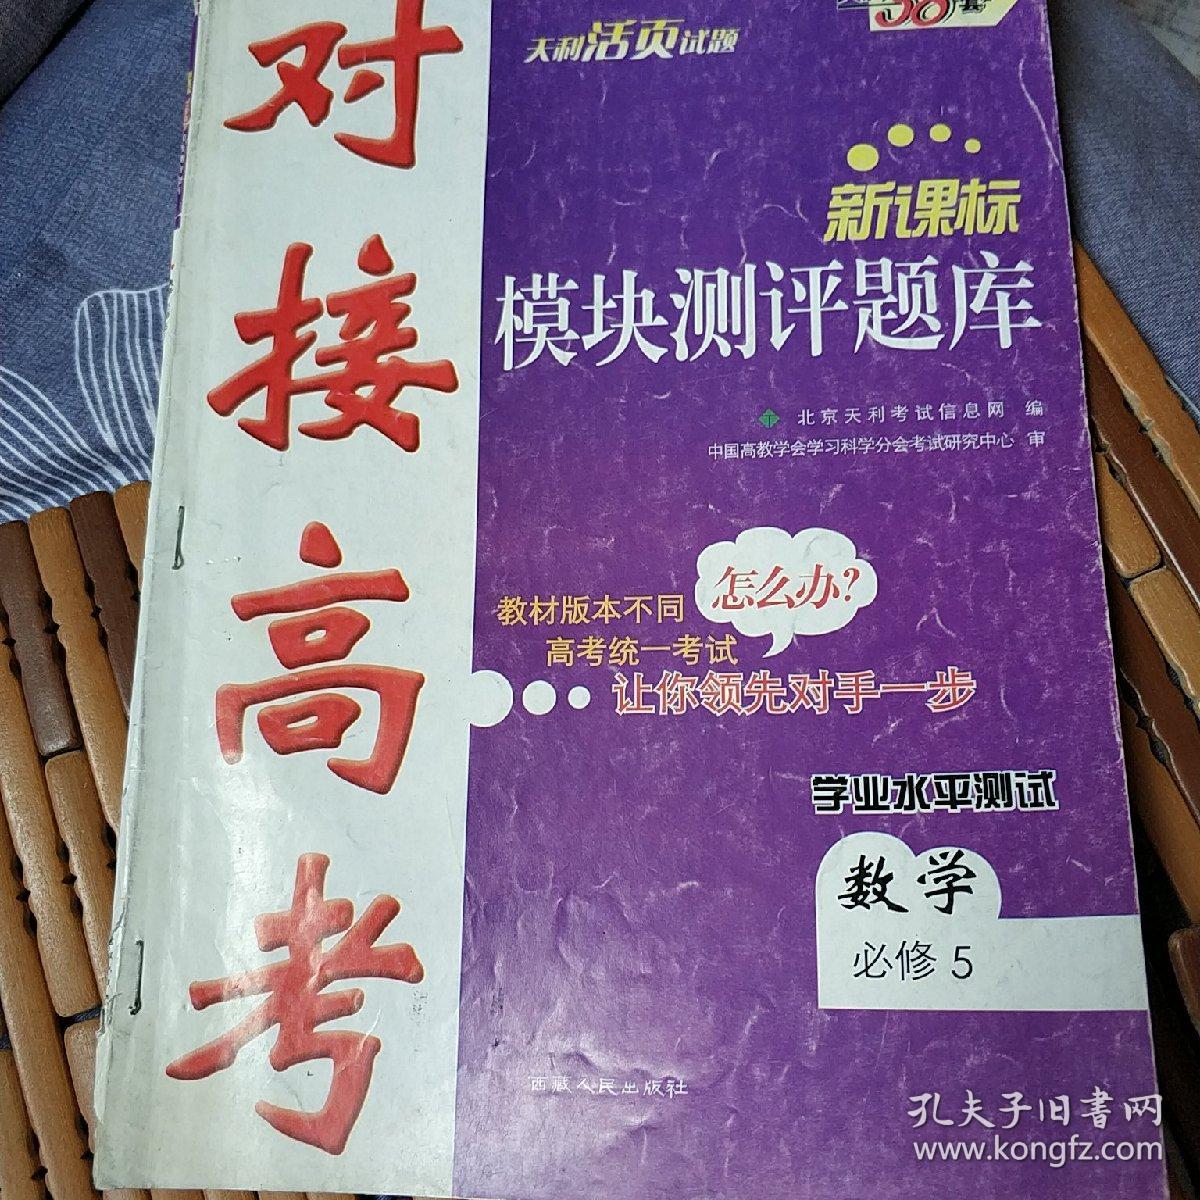 对接高考
天利活页试题
38套
新课标
模块测评题库
北京天利考试信息网 编
中国高教学会学习科学分会考试研究中心 审
怎么办?
教材版本不同
高考统一考试
让你领先对手一步
学业水平测试
数学
必修 5
西藏人民出版社
孔夫子旧书网
www.kongfz.com